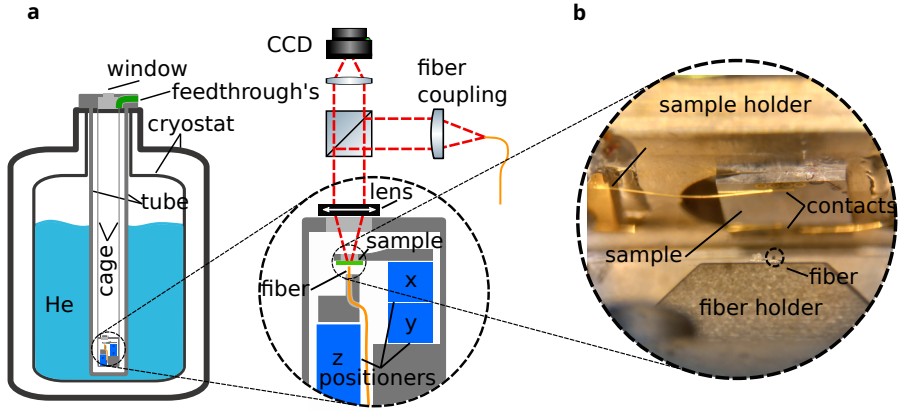 a
b
CCD
window
feedthrough's
fiber
coupling
cryostat
tube
lens
cage
sample
He
fiber
x
y
z
positioners
sample holder
contacts
sample
fiber
fiber holder